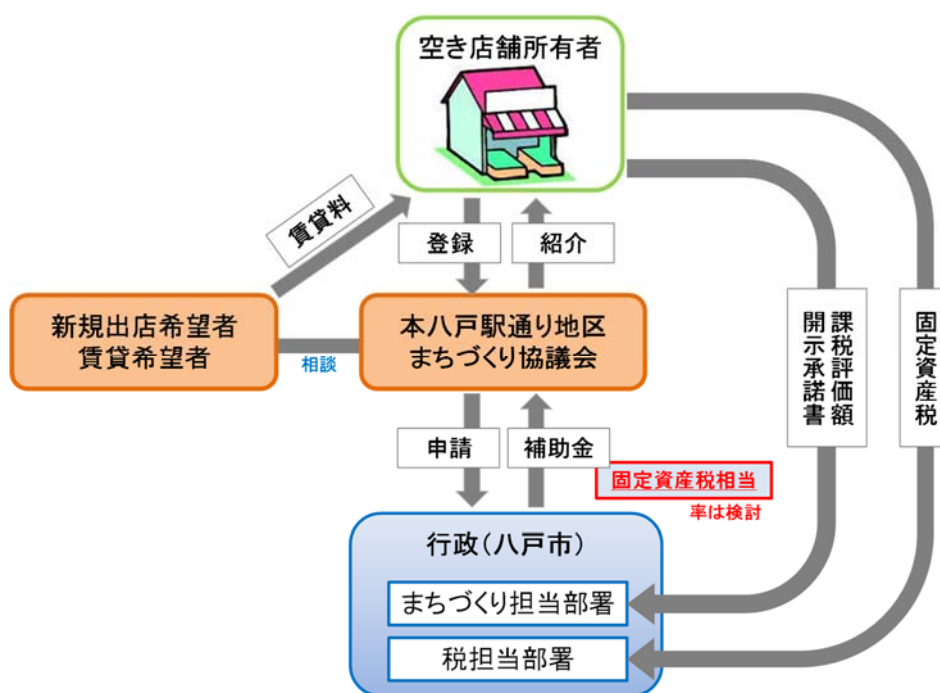 空き店舗所有者
賃貸料
登録
紹介
新規出店希望者
賃貸希望者
相談
本八戸駅通り地区
まちづくり協議会
課税評価額
開示承諾書
固定資産税
申請
補助金
固定資産税相当
率は検討
行政(八戸市)
まちづくり担当部署
税担当部署